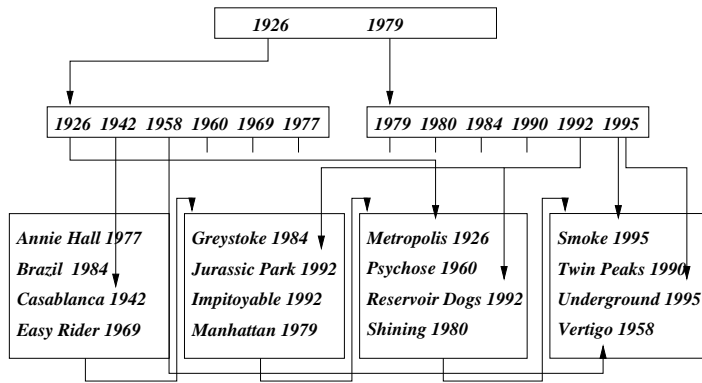 1926 1979
1926 1942 1958 1960 1969 1977
1979 1980 1984 1990 1992 1995
Annie Hall 1977
Brazil 1984
Casablanca 1942
Easy Rider 1969
Greystoke 1984
Jurassic Park 1992
Impitoyable 1992
Manhattan 1979
Metropolis 1926
Psychose 1960
Reservoir Dogs 1992
Shining 1980
Smoke 1995
Twin Peaks 1990
Underground 1995
Vertigo 1958